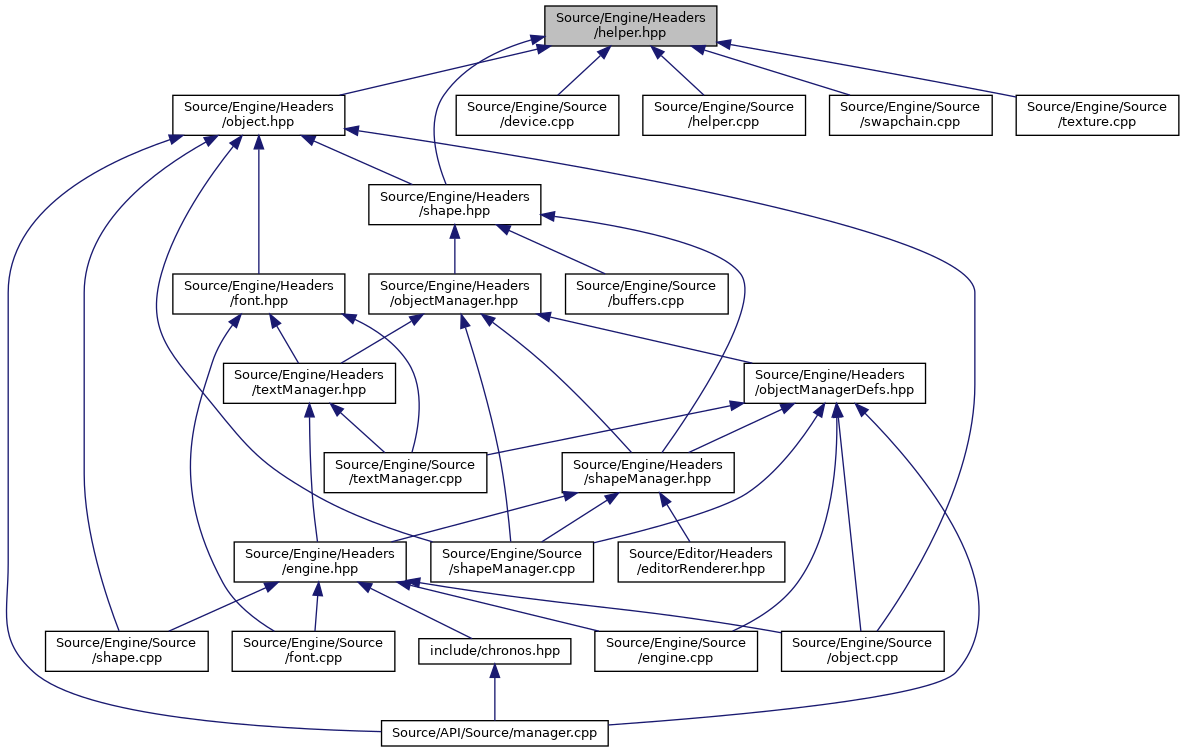 Source/Engine/Headers
/helper.hpp
Source/Engine/Headers
/object.hpp
Source/Engine/Source
/device.cpp
Source/Engine/Source
/helper.cpp
Source/Engine/Source
/swapchain.cpp
Source/Engine/Source
/texture.cpp
Source/Engine/Headers
/shape.hpp
Source/Engine/Headers
/font.hpp
Source/Engine/Headers
/objectManager.hpp
Source/Engine/Source
/buffers.cpp
Source/Engine/Headers
/textManager.hpp
Source/Engine/Headers
/objectManagerDefs.hpp
Source/Engine/Source
/textManager.cpp
Source/Engine/Headers
/shapeManager.hpp
Source/Engine/Headers
/engine.hpp
Source/Engine/Source
/shapeManager.cpp
Source/Editor/Headers
/editorRenderer.hpp
Source/Engine/Source
/shape.cpp
Source/Engine/Source
/font.cpp
include/chronos.hpp
Source/Engine/Source
/engine.cpp
Source/Engine/Source
/object.cpp
Source/API/Source/manager.cpp